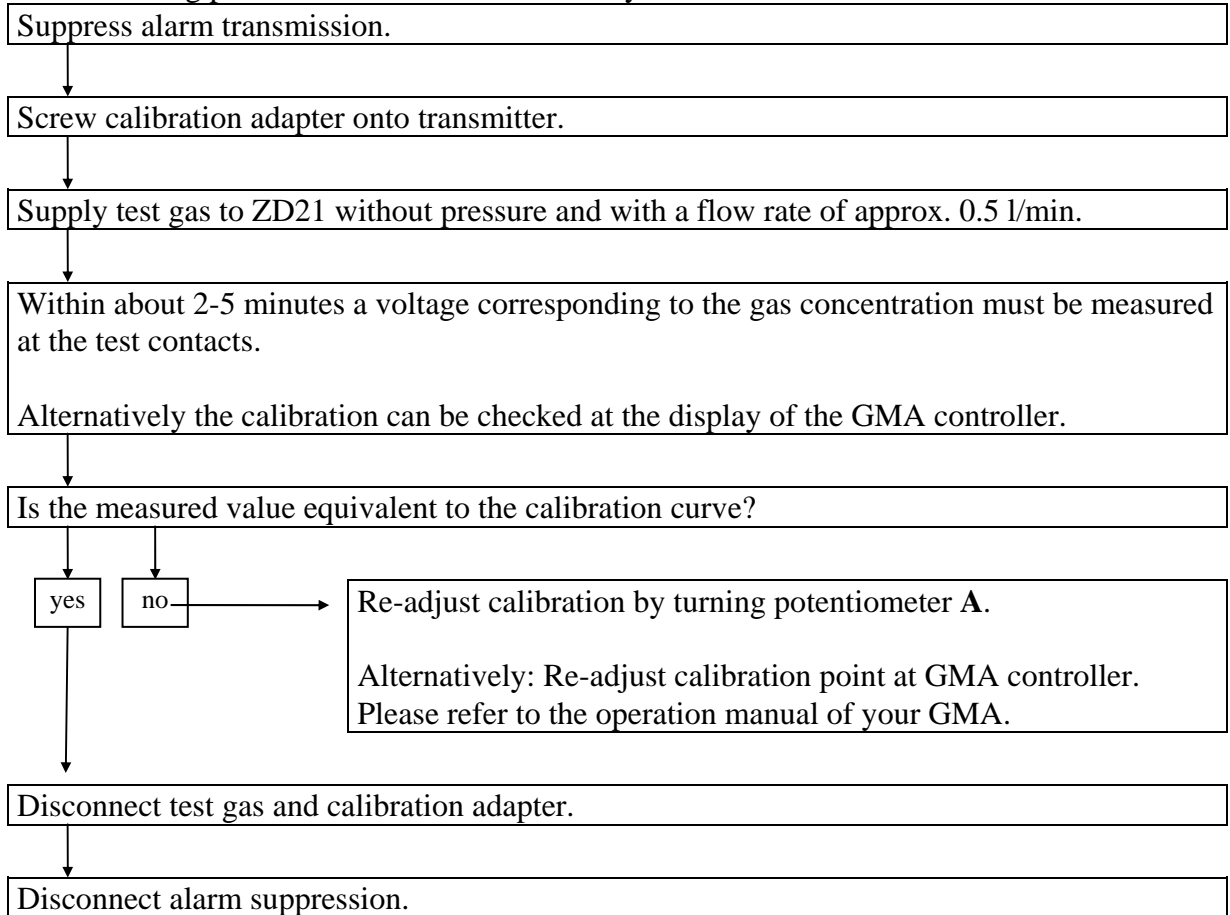 Suppress alarm transmission.
Screw calibration adapter onto transmitter.
Supply test gas to ZD21 without pressure and with a flow rate of approx. 0.5 l/min.
Within about 2-5 minutes a voltage corresponding to the gas concentration must be measured
at the test contacts.
Alternatively the calibration can be checked at the display of the GMA controller.
Is the measured value equivalent to the calibration curve?
yes
no
Re-adjust calibration by turning potentiometer A.
Alternatively: Re-adjust calibration point at GMA controller.
Please refer to the operation manual of your GMA.
Disconnect test gas and calibration adapter.
Disconnect alarm suppression.